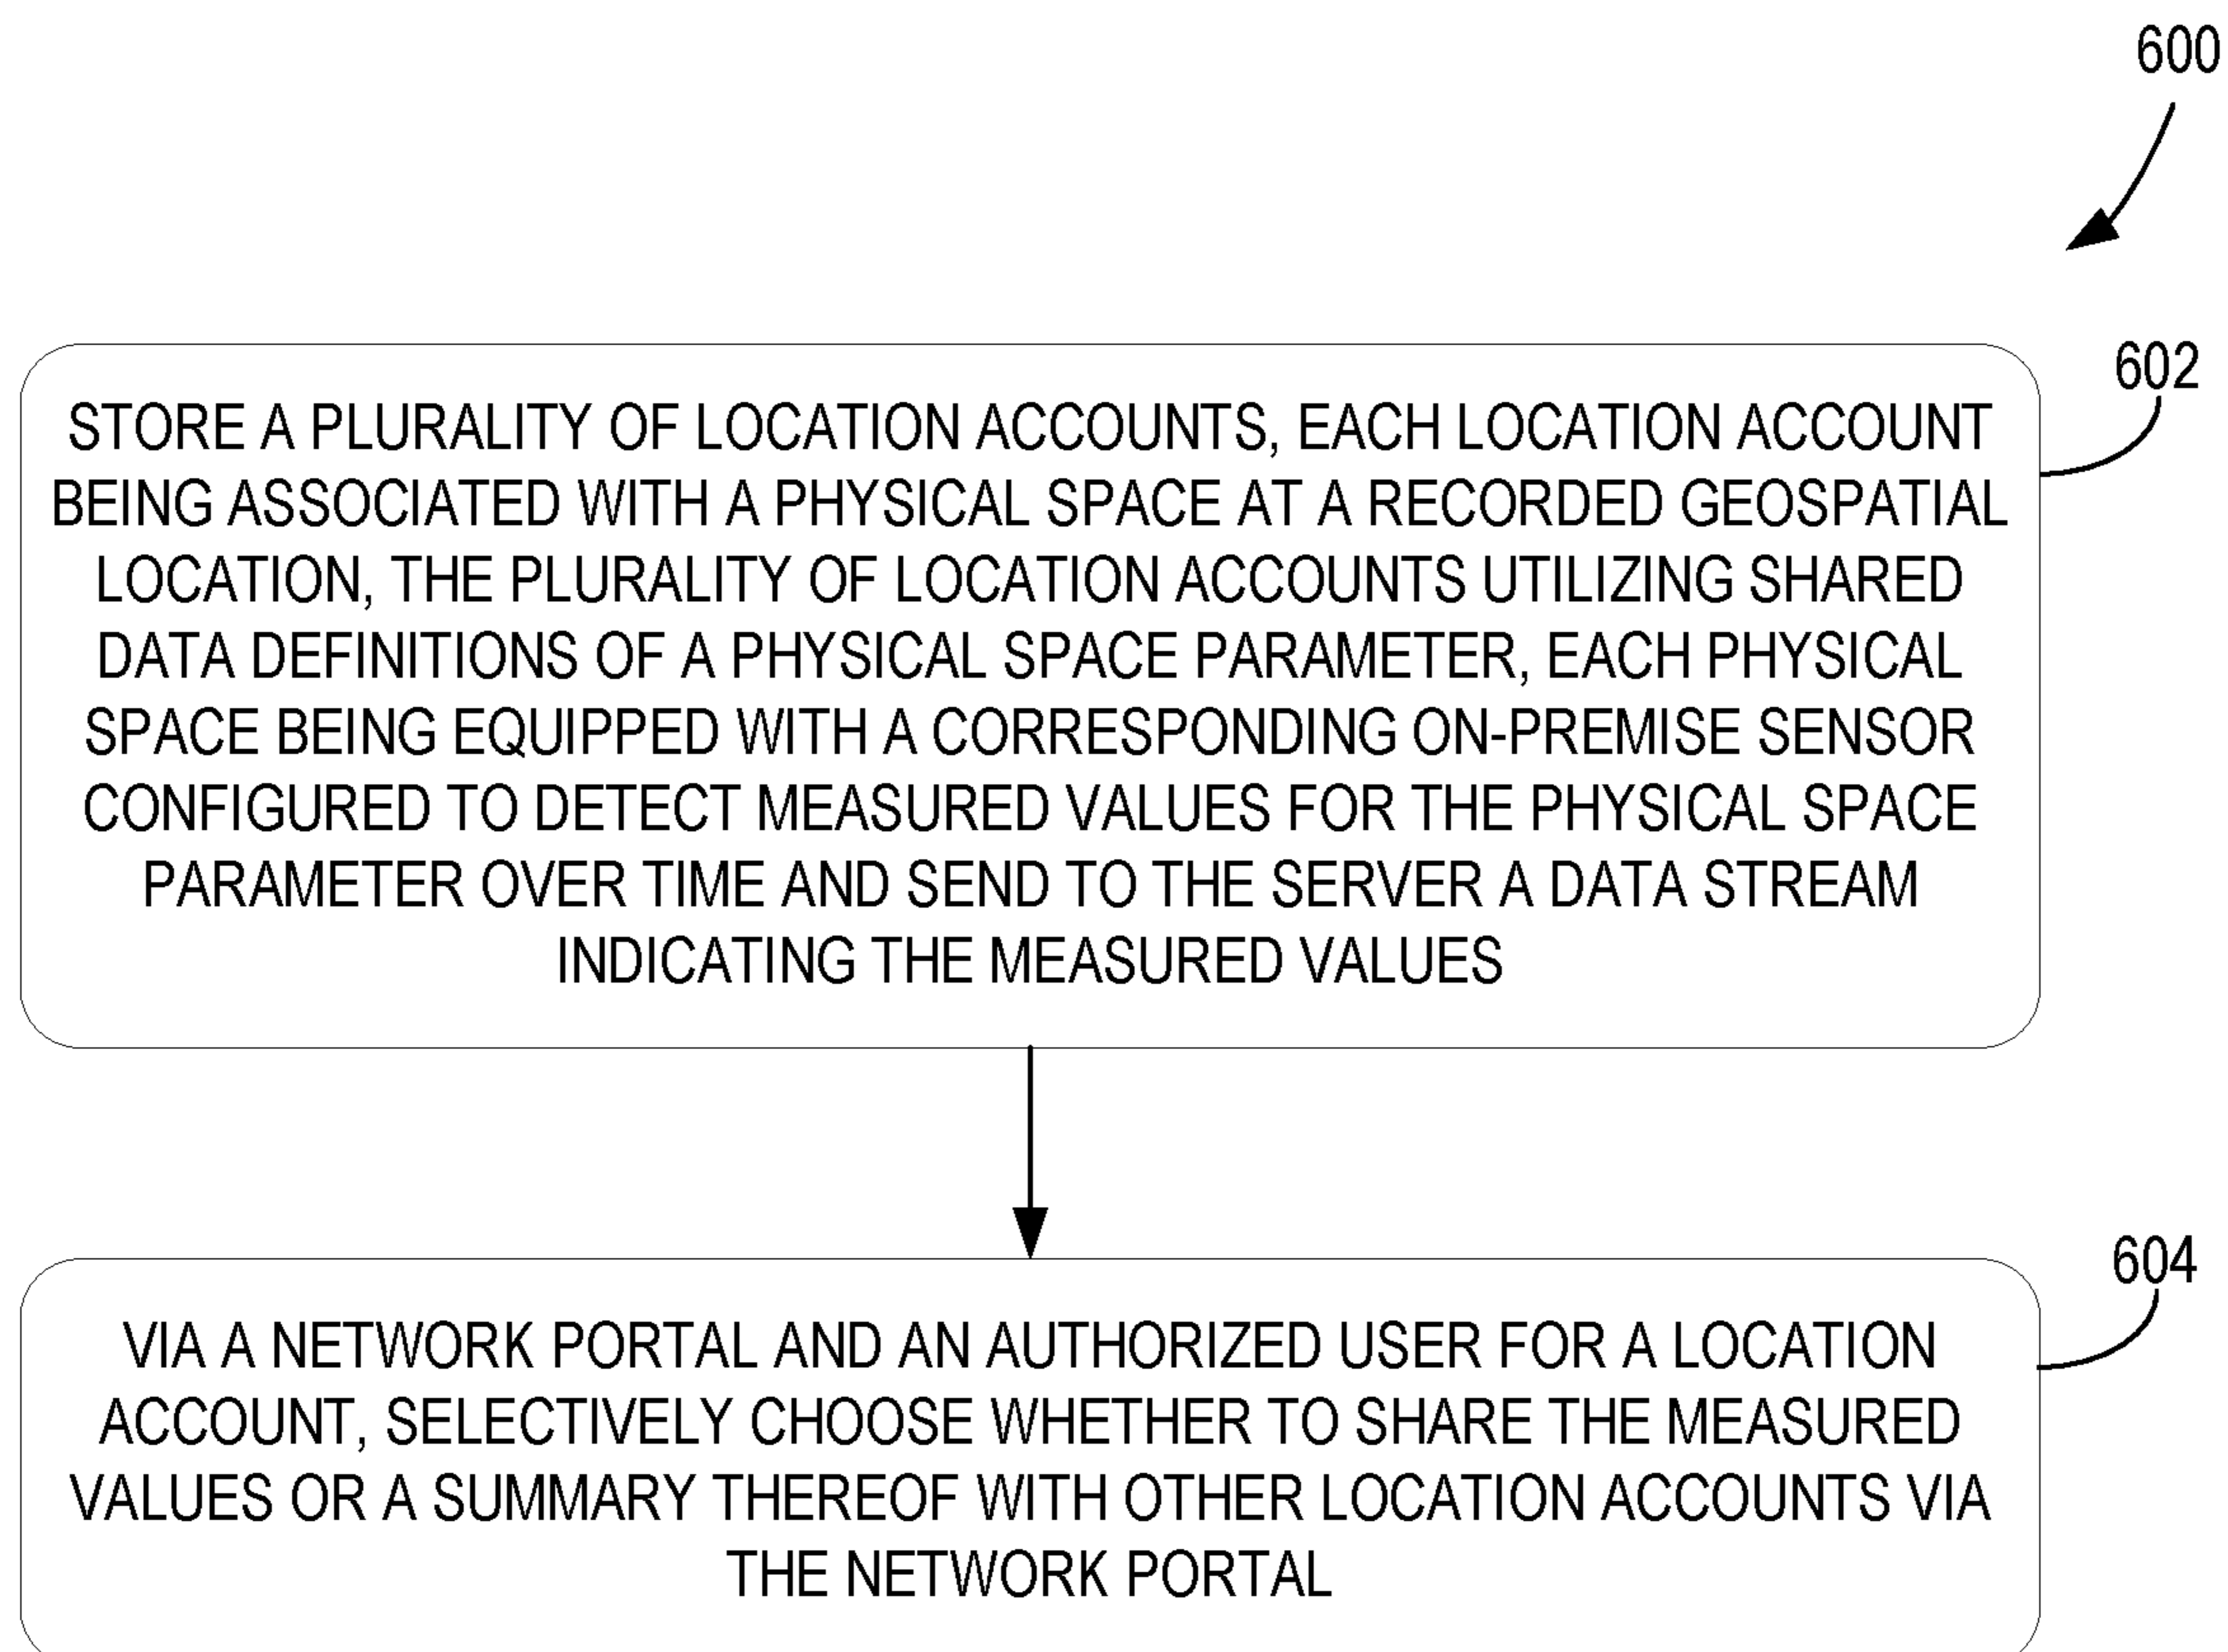 600
602
STORE A PLURALITY OF LOCATION ACCOUNTS, EACH LOCATION ACCOUNT
BEING ASSOCIATED WITH A PHYSICAL SPACE AT A RECORDED GEOSPATIAL
LOCATION, THE PLURALITY OF LOCATION ACCOUNTS UTILIZING SHARED
DATA DEFINITIONS OF A PHYSICAL SPACE PARAMETER, EACH PHYSICAL
SPACE BEING EQUIPPED WITH A CORRESPONDING ON-PREMISE SENSOR
CONFIGURED TO DETECT MEASURED VALUES FOR THE PHYSICAL SPACE
PARAMETER OVER TIME AND SEND TO THE SERVER A DATA STREAM
INDICATING THE MEASURED VALUES
604
VIA A NETWORK PORTAL AND AN AUTHORIZED USER FOR A LOCATION
ACCOUNT, SELECTIVELY CHOOSE WHETHER TO SHARE THE MEASURED
VALUES OR A SUMMARY THEREOF WITH OTHER LOCATION ACCOUNTS VIA
THE NETWORK PORTAL